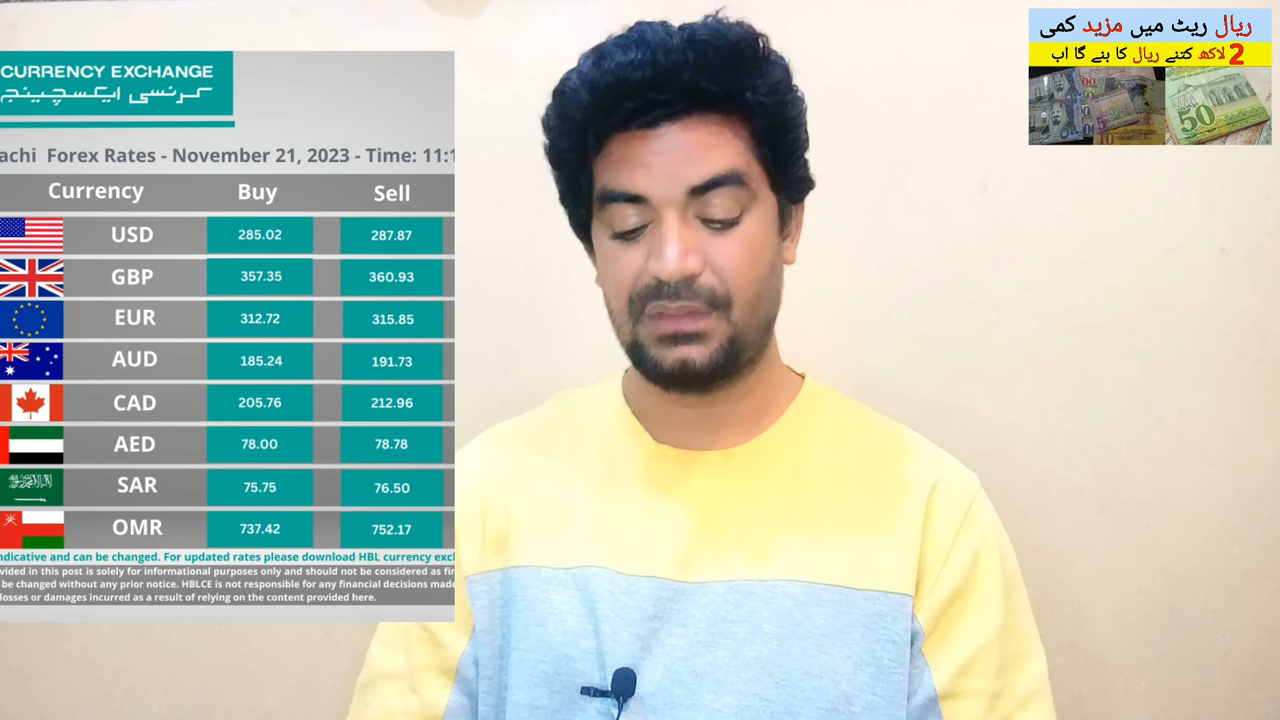 CURRENCY EXCHANGE
کرنسی ایکسچینج
achi Forex Rates - November 21, 2023 - Time: 11:1
Currency Buy Sell
USD 285.02 287.87
GBP 357.35 360.93
EUR 312.72 315.85
AUD 185.24 191.73
CAD 205.76 212.96
AED 78.00 78.78
SAR 75.75 76.50
OMR 737.42 752.17
ndicative and can be changed. For updated rates please download HBL currency excl
vided in this post is solely for informational purposes only and should not be considered as fi
be changed without any prior notice. HBLCE is not responsible for any financial decisions made
losses or damages incurred as a result of relying on the content provided here.
ریال ریٹ میں مزید کمی
2 لاکھ کتنے ریال کا بنے گا اب
50